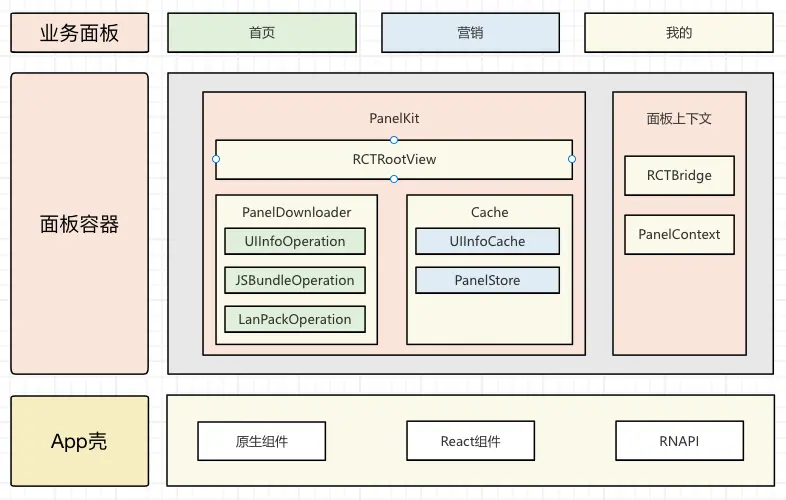 业务面板
首页
营销
我的
面板容器
PanelKit
RCTRootView
PanelDownloader
UIInfoOperation
JSBundleOperation
LanPackOperation
Cache
UIInfoCache
PanelStore
面板上下文
RCTBridge
PanelContext
App壳
原生组件
React组件
RNAPI